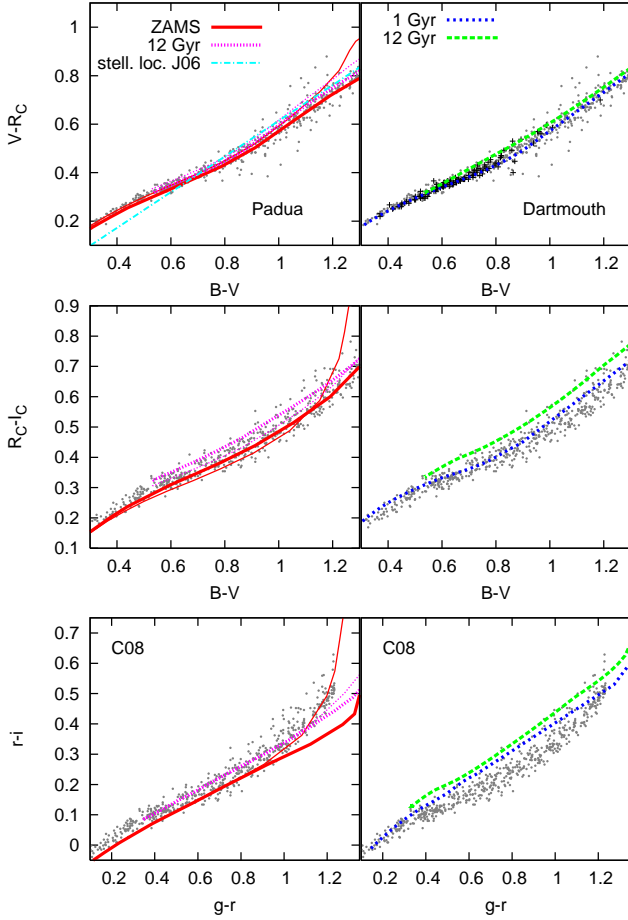 ZAMS
12 Gyr
stell. loc. J06
1 Gyr
12 Gyr
1
0.8
0.6
0.4
0.2
V-R_C
Padua
Dartmouth
0.4 0.6 0.8 1 1.2
0.4 0.6 0.8 1 1.2
B-V
B-V
0.9
0.8
0.7
0.6
0.5
0.4
0.3
0.2
0.1
R_C-I_C
0.4 0.6 0.8 1 1.2
0.4 0.6 0.8 1 1.2
B-V
B-V
C08
C08
0.7
0.6
0.5
0.4
0.3
0.2
0.1
0
r-i
0.2 0.4 0.6 0.8 1 1.2
0.2 0.4 0.6 0.8 1 1.2
g-r
g-r